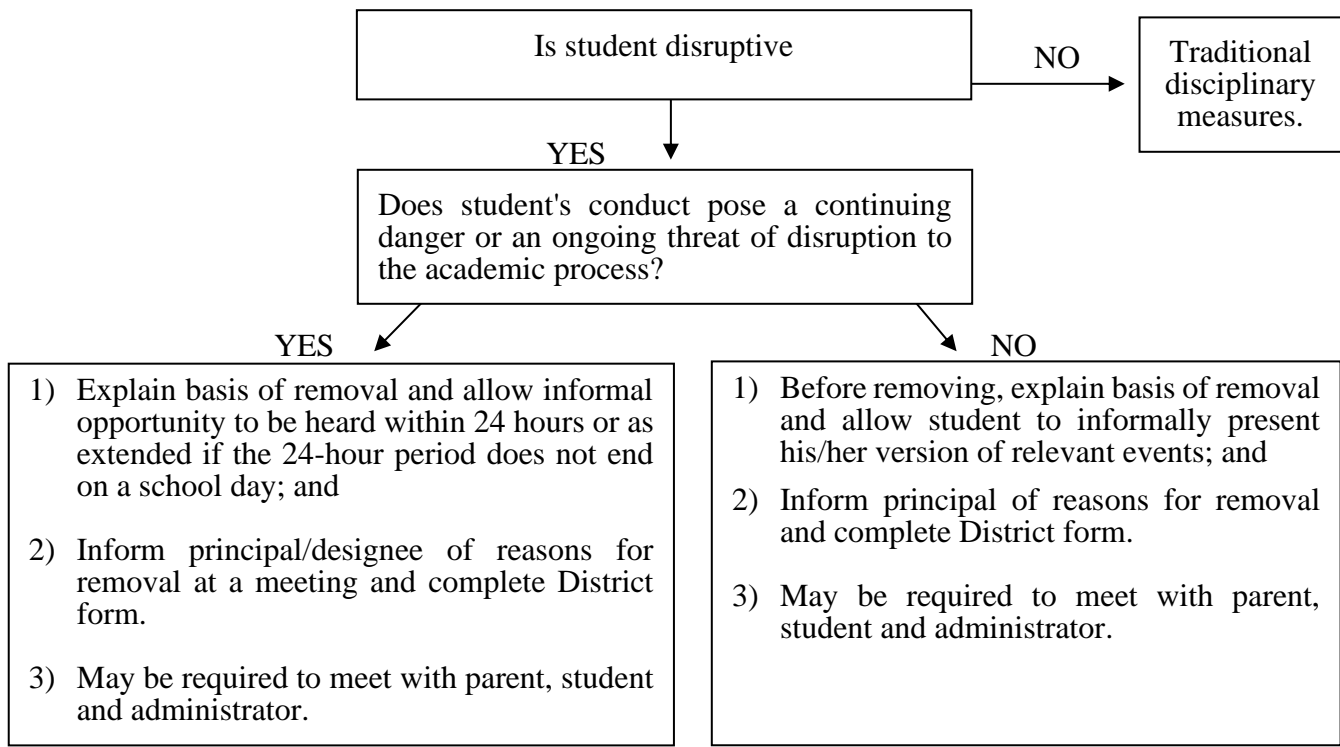 Is student disruptive
NO
Traditional
disciplinary
measures.
YES
Does student's conduct pose a continuing
danger or an ongoing threat of disruption to
the academic process?
YES
NO
1) Explain basis of removal and allow informal
opportunity to be heard within 24 hours or as
extended if the 24-hour period does not end
on a school day; and
2) Inform principal/designee of reasons for
removal at a meeting and complete District
form.
3) May be required to meet with parent, student
and administrator.
1) Before removing, explain basis of removal
and allow student to informally present
his/her version of relevant events; and
2) Inform principal of reasons for removal
and complete District form.
3) May be required to meet with parent,
student and administrator.